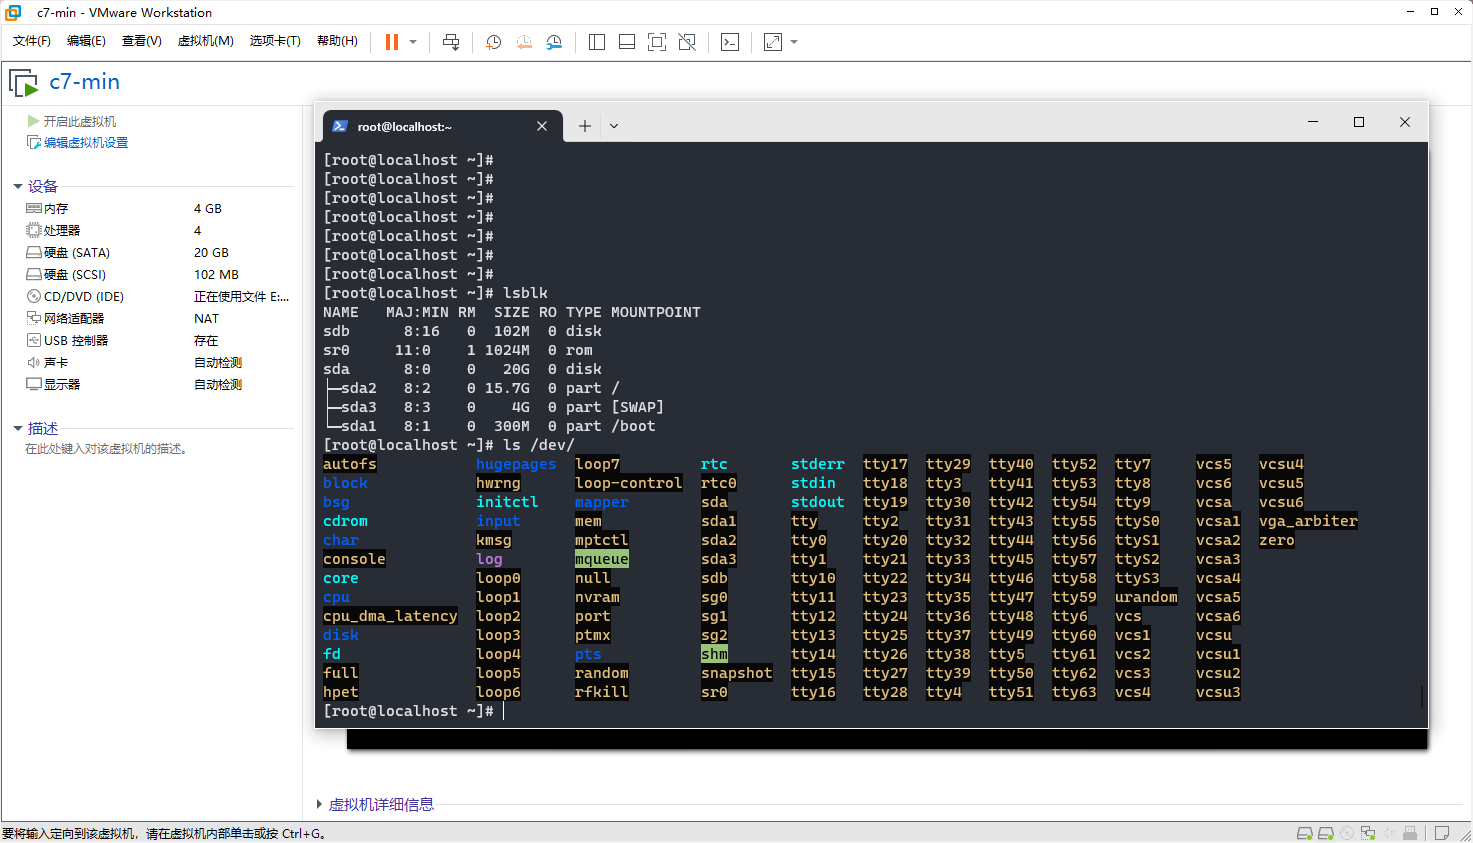 c7-min - VMware Workstation
文件(F) 编辑(E) 查看(V) 虚拟机(M) 选项卡(T) 帮助(H)
c7-min
开启此虚拟机
编辑虚拟机设置
设备
内存 4 GB
处理器 4
硬盘 (SATA) 20 GB
硬盘 (SCSI) 102 MB
CD/DVD (IDE) 正在使用文件 E:...
网络适配器 NAT
USB 控制器 存在
声卡 自动检测
显示器 自动检测
描述
在此处键入对该虚拟机的描述。
root@localhost:~
[root@localhost ~]#
[root@localhost ~]#
[root@localhost ~]#
[root@localhost ~]#
[root@localhost ~]#
[root@localhost ~]#
[root@localhost ~]#
[root@localhost ~]# lsblk
NAME   MAJ:MIN RM  SIZE RO TYPE MOUNTPOINT
sdb      8:16   0  102M  0 disk
sr0     11:0    1 1024M  0 rom
sda      8:0    0   20G  0 disk
├─sda2   8:2    0 15.7G  0 part /
├─sda3   8:3    0    4G  0 part [SWAP]
└─sda1   8:1    0  300M  0 part /boot
[root@localhost ~]# ls /dev/
autofs hugepages loop7 rtc stderr tty17 tty29 tty40 tty52 tty7 vcs5 vcsu4
block hwrng loop-control rtc0 stdin tty18 tty3 tty41 tty53 tty8 vcs6 vcsu5
bsg initctl mapper sda stdout tty19 tty30 tty42 tty54 tty9 vcsa vcsu6
cdrom input mem sda1 tty tty2 tty31 tty43 tty55 ttyS0 vcsa1 vga_arbiter
char kmsg mptctl sda2 tty0 tty20 tty32 tty44 tty56 ttyS1 vcsa2 zero
console log mqueue sda3 tty1 tty21 tty33 tty45 tty57 ttyS2 vcsa3
core loop0 null sdb tty10 tty22 tty34 tty46 tty58 ttyS3 vcsa4
cpu loop1 nvram sg0 tty11 tty23 tty35 tty47 tty59 urandom vcsa5
cpu_dma_latency loop2 port sg1 tty12 tty24 tty36 tty48 tty6 vcs vcsa6
disk loop3 ptmx sg2 tty13 tty25 tty37 tty49 tty60 vcs1 vcsu
fd loop4 pts shm tty14 tty26 tty38 tty5 tty61 vcs2 vcsu1
full loop5 random snapshot tty15 tty27 tty39 tty50 tty62 vcs3 vcsu2
hpet loop6 rfkill sr0 tty16 tty28 tty4 tty51 tty63 vcs4 vcsu3
[root@localhost ~]#
虚拟机详细信息
要将输入定向到该虚拟机，请在虚拟机内部单击或按 Ctrl+G。